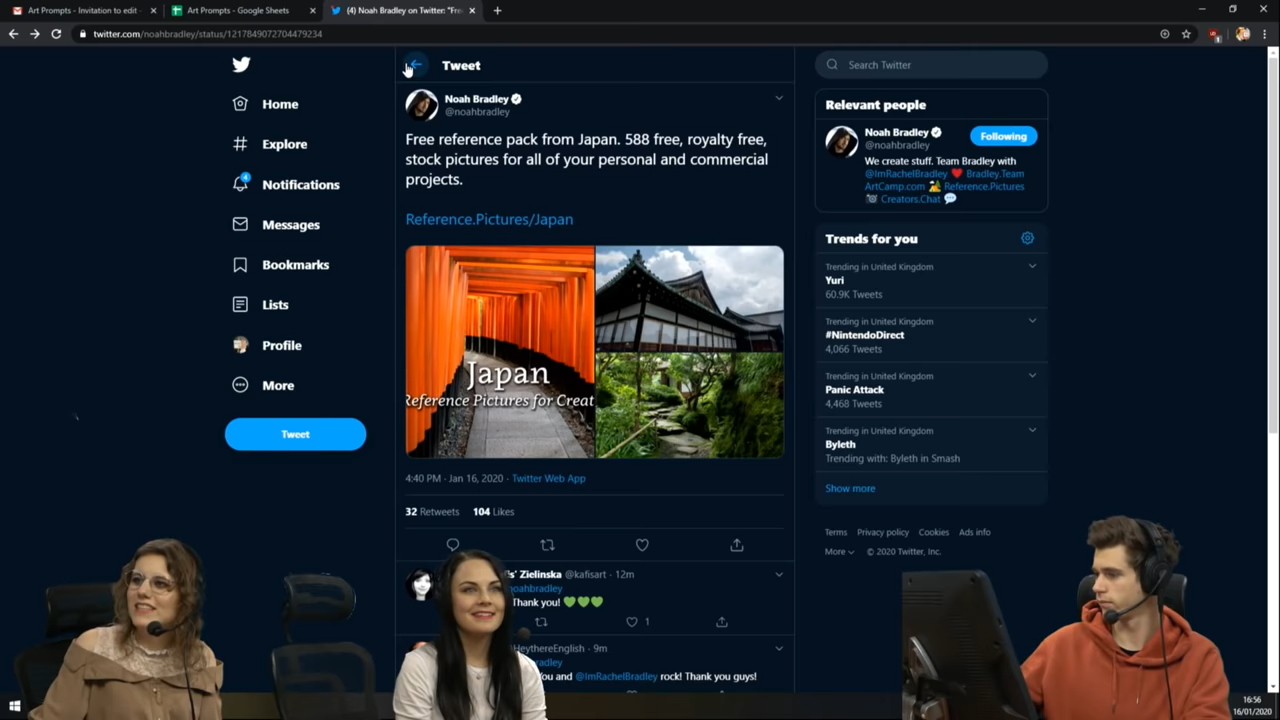 Art Prompts - Invitation to edit -
Art Prompts - Google Sheets
(4) Noah Bradley on Twitter: "Fre
twitter.com/noahbradley/status/1217849072704479234
Home
Explore
4
Notifications
Messages
Bookmarks
Lists
Profile
More
Tweet
Tweet
Noah Bradley
@noahbradley
Free reference pack from Japan. 588 free, royalty free,
stock pictures for all of your personal and commercial
projects.
Reference.Pictures/Japan
Japan
Reference Pictures for Creat
4:40 PM · Jan 16, 2020 · Twitter Web App
32 Retweets 104 Likes
Zielinska @kafisart · 12m
noahbradley
Thank you! 💚💚💚
1
HeythereEnglish · 9m
radley
ou and @ImRachelBradley rock! Thank you guys!
Search Twitter
Relevant people
Noah Bradley
@noahbradley
Following
We create stuff. Team Bradley with
@ImRachelBradley ❤️ Bradley.Team
ArtCamp.com 🏕️ Reference.Pictures
📷 Creators.Chat 💬
Trends for you
Trending in United Kingdom
Yuri
60.9K Tweets
Trending in United Kingdom
#NintendoDirect
4,066 Tweets
Trending in United Kingdom
Panic Attack
4,468 Tweets
Trending in United Kingdom
Byleth
Trending with: Byleth in Smash
Show more
Terms Privacy policy Cookies Ads info
More © 2020 Twitter, Inc.
16:56
16/01/2020